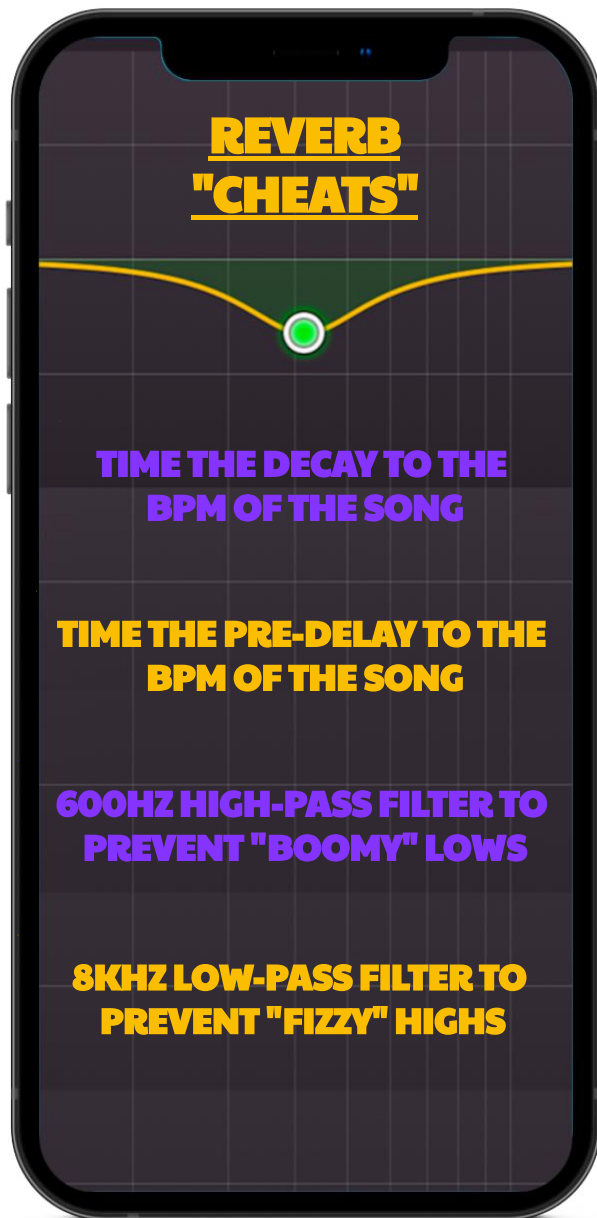 REVERB
"CHEATS"
TIME THE DECAY TO THE
BPM OF THE SONG
TIME THE PRE-DELAY TO THE
BPM OF THE SONG
600HZ HIGH-PASS FILTER TO
PREVENT "BOOMY" LOWS
8KHZ LOW-PASS FILTER TO
PREVENT "FIZZY" HIGHS